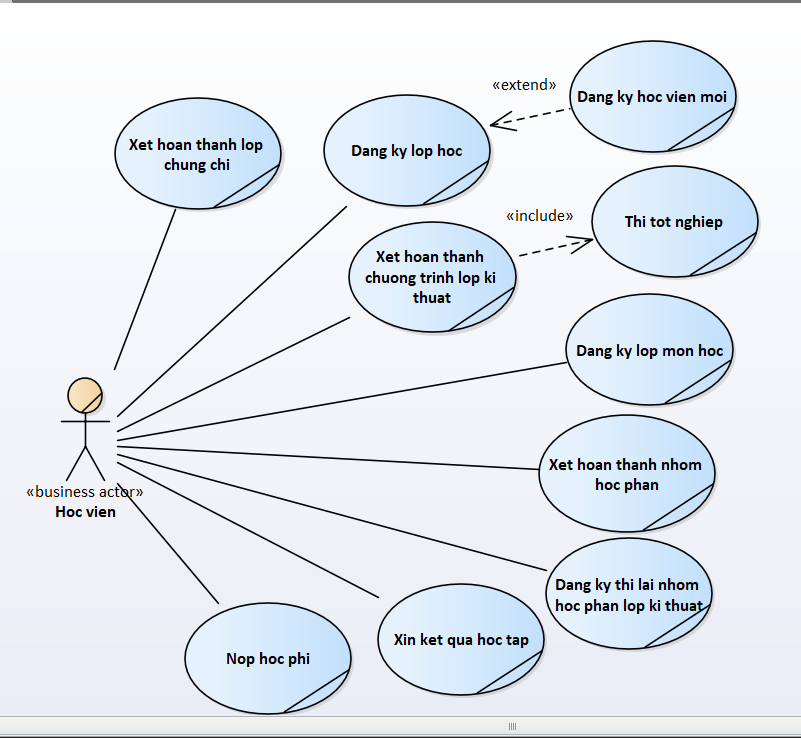 «extend»
Dang ky hoc vien moi
Xet hoan thanh lop
chung chi
Dang ky lop hoc
«include»
Thi tot nghiep
Xet hoan thanh
chuong trinh lop ki
thuat
Dang ky lop mon hoc
Xet hoan thanh nhom
hoc phan
«business actor»
Hoc vien
Dang ky thi lai nhom
hoc phan lop ki thuat
Xin ket qua hoc tap
Nop hoc phi